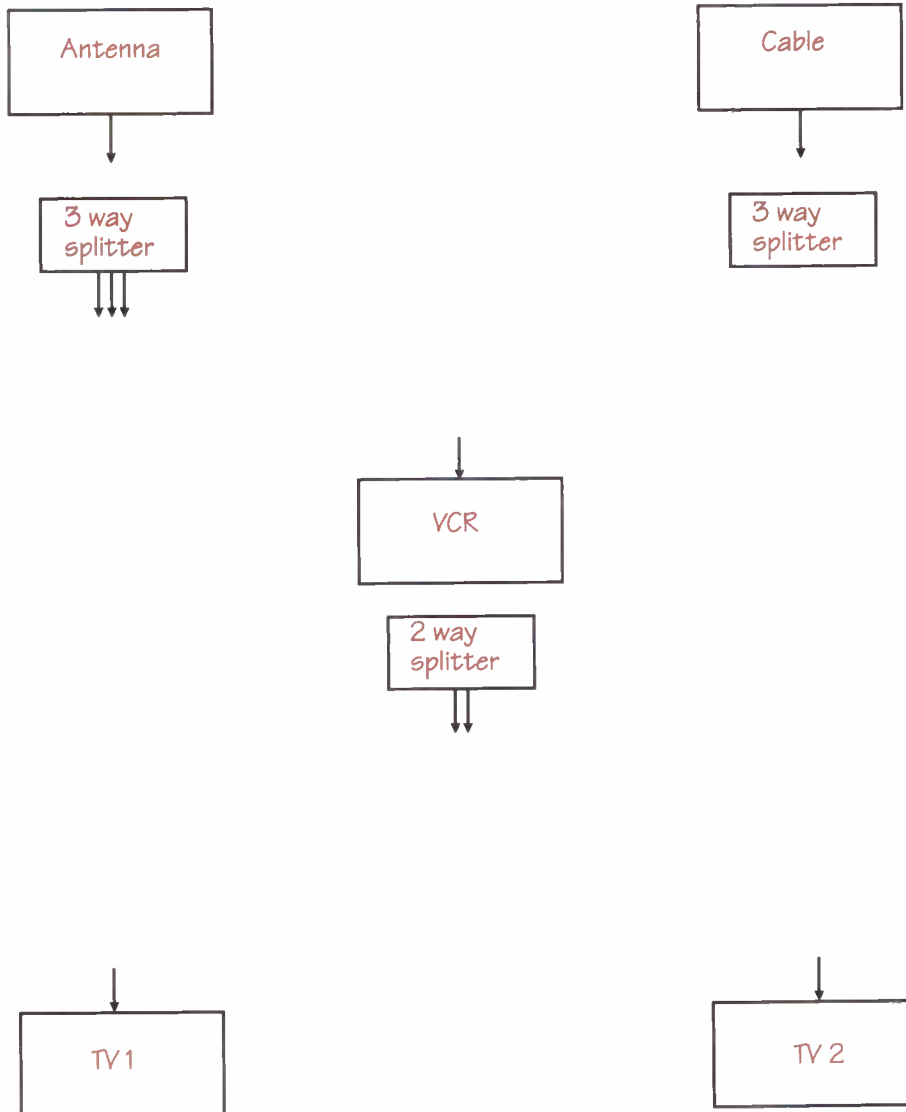 Antenna
Cable
3 way
splitter
3 way
splitter
VCR
2 way
splitter
TV 1
TV 2